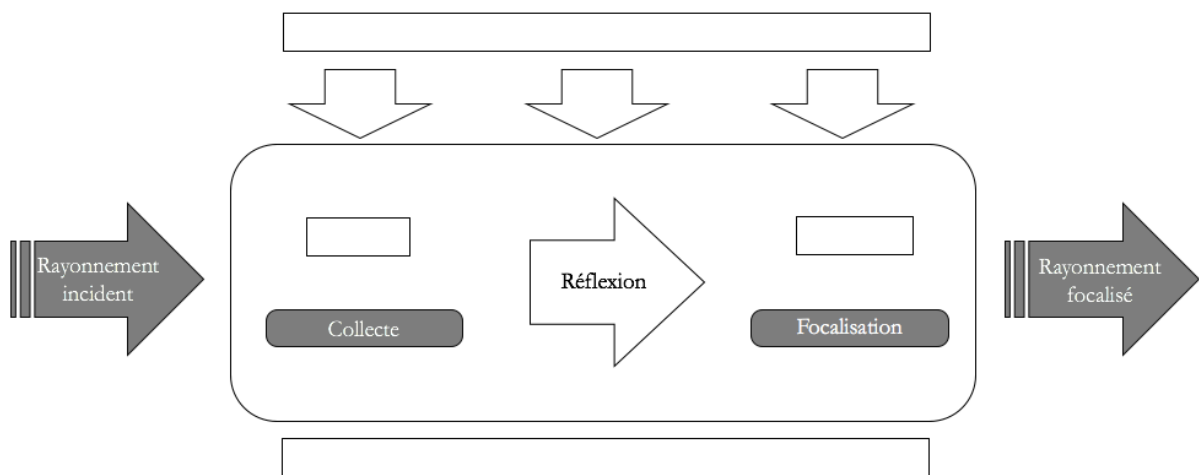 Rayonnement
incident
Collecte
Réflexion
Focalisation
Rayonnement
focalisé